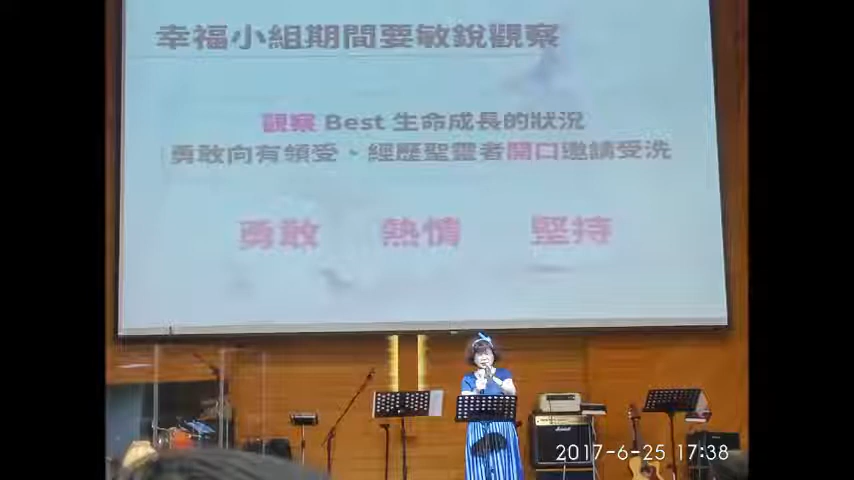 幸福小組期間要敏銳觀察
觀察 Best 生命成長的狀況
勇敢向有領受、經歷聖靈者開口邀請受洗
勇敢 熱情 堅持
Marshall
2017-6-25 17:38